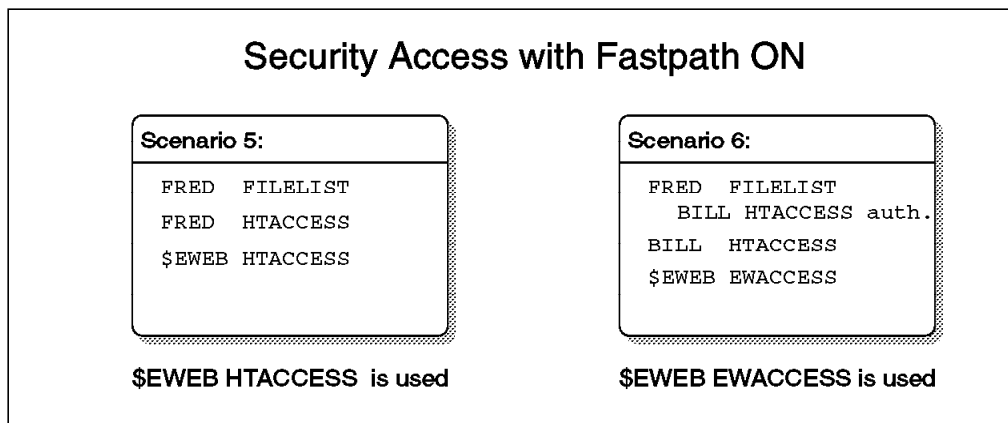 Security Access with Fastpath ON
Scenario 5:
FRED FILELIST
FRED HTACCESS
$EWEB HTACCESS
$EWEB HTACCESS is used
Scenario 6:
FRED FILELIST
BILL HTACCESS auth.
BILL HTACCESS
$EWEB EWACCESS
$EWEB EWACCESS is used